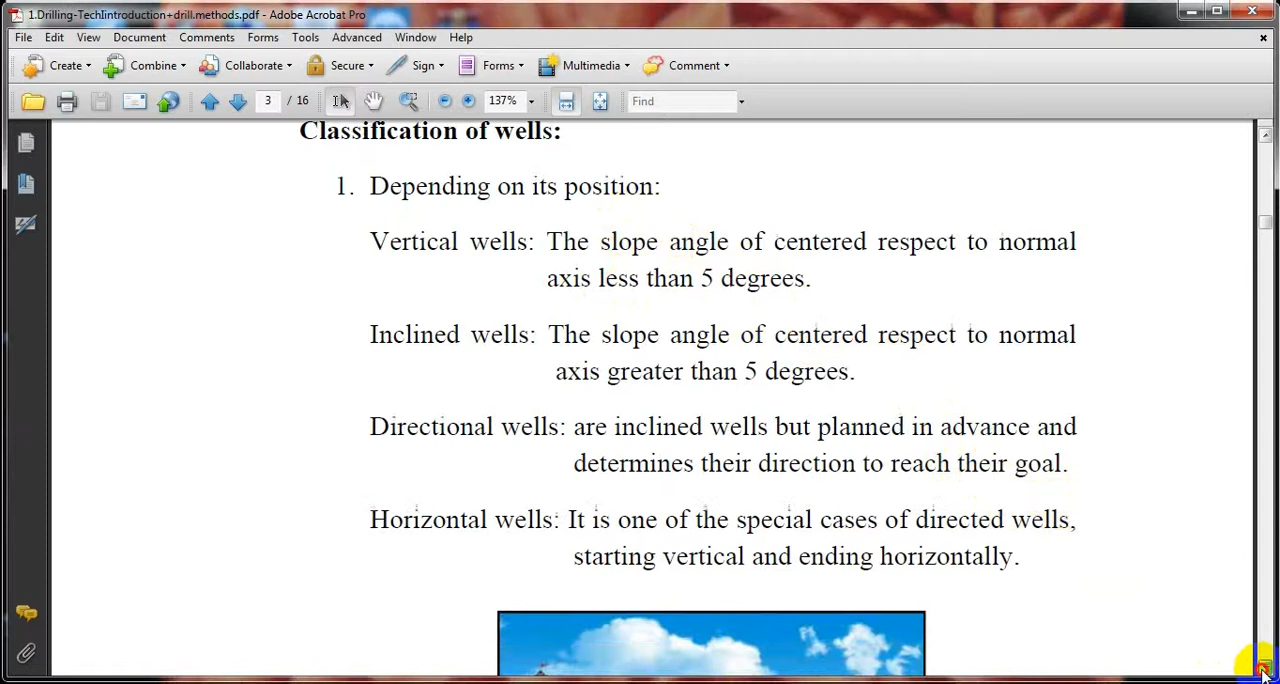 1.Drilling-TechIintroduction+drill.methods.pdf - Adobe Acrobat Pro
File Edit View Document Comments Forms Tools Advanced Window Help
Create Combine Collaborate Secure Sign Forms Multimedia Comment
3 / 16 137% Find
Classification of wells:
1. Depending on its position:
Vertical wells: The slope angle of centered respect to normal
axis less than 5 degrees.
Inclined wells: The slope angle of centered respect to normal
axis greater than 5 degrees.
Directional wells: are inclined wells but planned in advance and
determines their direction to reach their goal.
Horizontal wells: It is one of the special cases of directed wells,
starting vertical and ending horizontally.